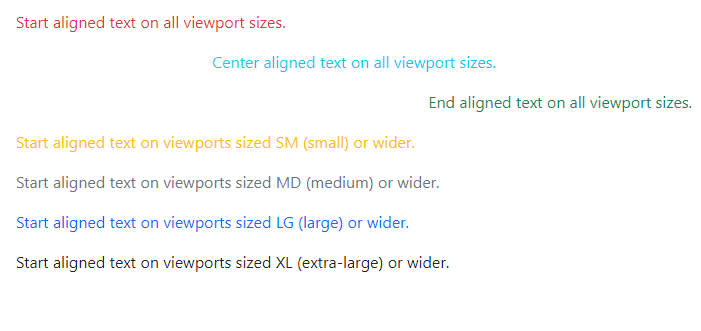 Start aligned text on all viewport sizes.
Center aligned text on all viewport sizes.
End aligned text on all viewport sizes.
Start aligned text on viewports sized SM (small) or wider.
Start aligned text on viewports sized MD (medium) or wider.
Start aligned text on viewports sized LG (large) or wider.
Start aligned text on viewports sized XL (extra-large) or wider.